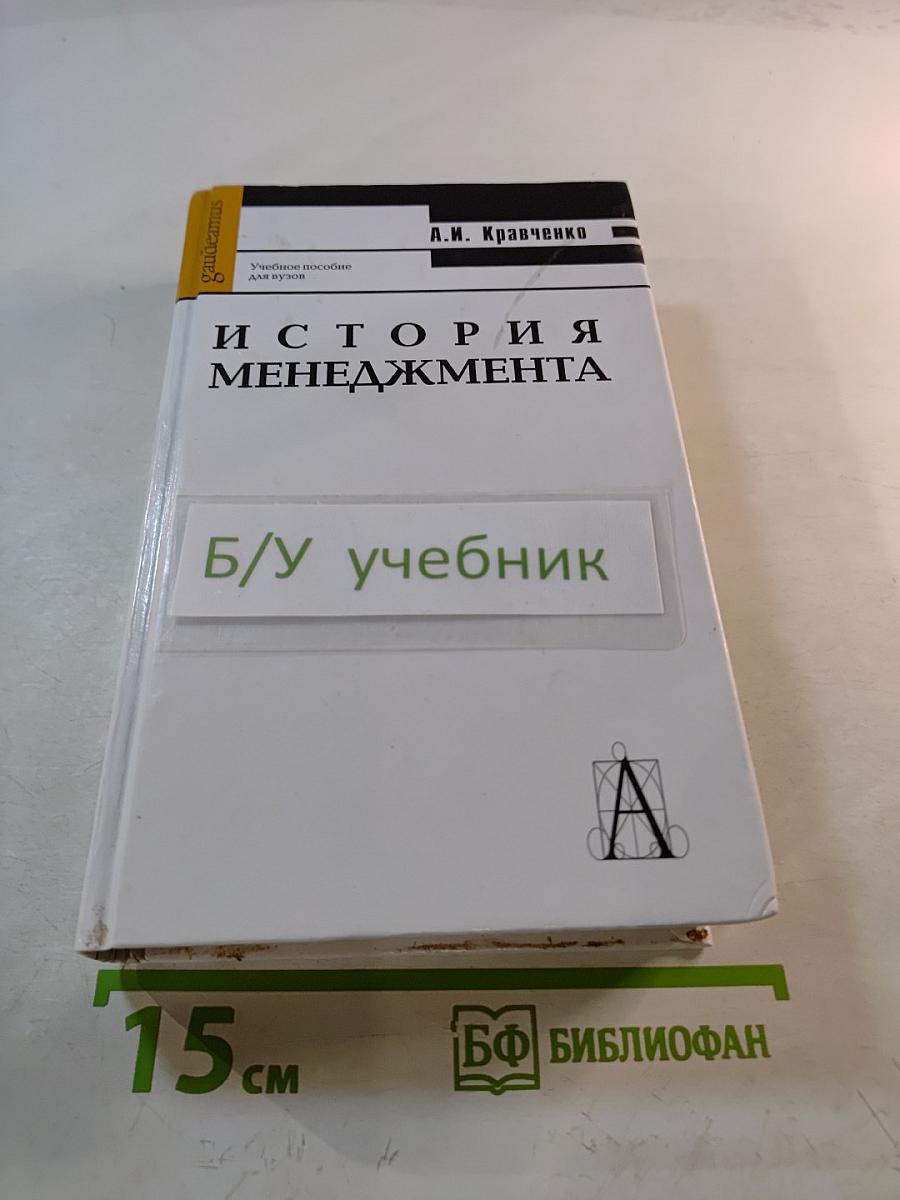 gaudeamus
А.И. Кравченко
Учебное пособие
для вузов
ИСТОРИЯ
МЕНЕДЖМЕНТА
Б/У учебник
А
15 см
БФ БИБЛИОФАН